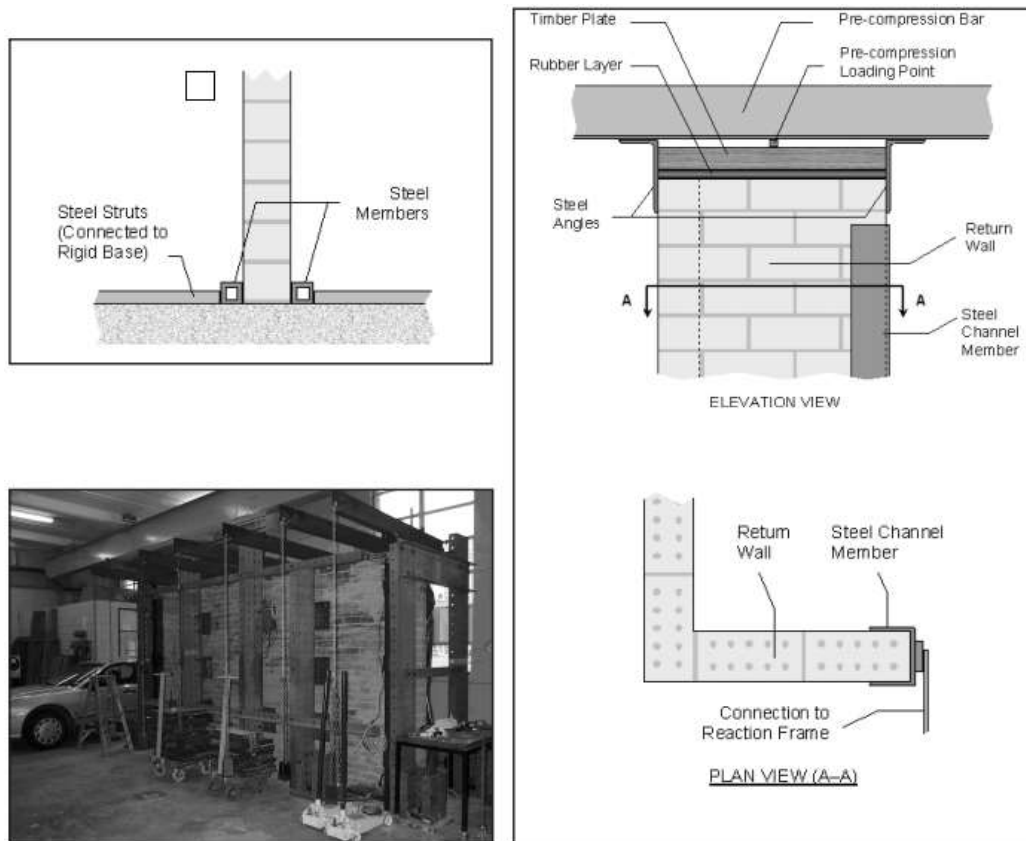 Steel Struts
(Connected to
Rigid Base)
Steel
Members
Timber Plate
Pre-compression Bar
Rubber Layer
Pre-compression
Loading Point
Steel
Angles
Return
Wall
A
A
Steel
Channel
Member
ELEVATION VIEW
Return
Wall
Steel Channel
Member
Connection to
Reaction Frame
PLAN VIEW (A–A)